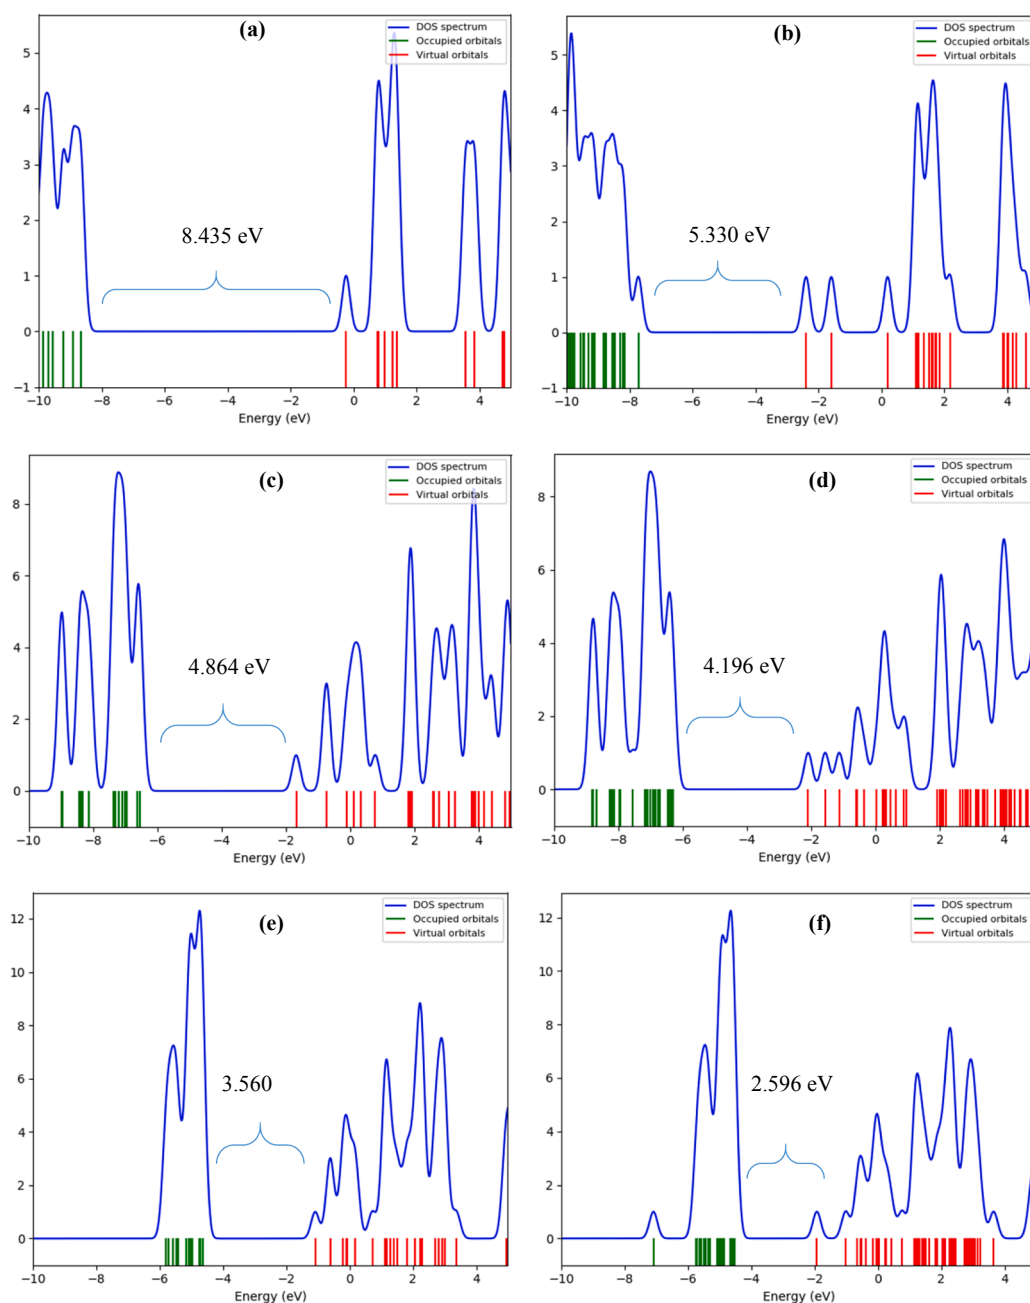 (a)
DOS spectrum
Occupied orbitals
Virtual orbitals
8.435 eV
5
4
3
2
1
0
−1
−10 −8 −6 −4 −2 0 2 4
Energy (eV)
(b)
DOS spectrum
Occupied orbitals
Virtual orbitals
5.330 eV
5
4
3
2
1
0
−1
−10 −8 −6 −4 −2 0 2 4
Energy (eV)
(c)
DOS spectrum
Occupied orbitals
Virtual orbitals
4.864 eV
8
6
4
2
0
−10 −8 −6 −4 −2 0 2 4
Energy (eV)
(d)
DOS spectrum
Occupied orbitals
Virtual orbitals
4.196 eV
8
6
4
2
0
−10 −8 −6 −4 −2 0 2 4
Energy (eV)
(e)
DOS spectrum
Occupied orbitals
Virtual orbitals
3.560
12
10
8
6
4
2
0
−10 −8 −6 −4 −2 0 2 4
Energy (eV)
(f)
DOS spectrum
Occupied orbitals
Virtual orbitals
2.596 eV
12
10
8
6
4
2
0
−10 −8 −6 −4 −2 0 2 4
Energy (eV)